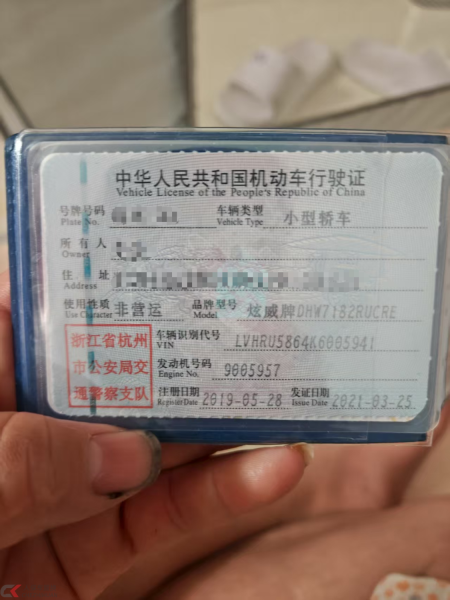 中华人民共和国机动车行驶证
Vehicle License of the People's Republic of China
号牌号码 车辆类型 小型轿车
Plate No. Vehicle Type
所有人
Owner
住址
Address
使用性质 非营运 品牌型号 炫威牌DHW7182RUCRE
Use Character Model
浙江省杭州 车辆识别代号 LVHRU5864K6005941
VIN
市公安局交 发动机号码 9005957
Engine No.
通警察支队 注册日期 2019-05-28 发证日期 2021-03-25
Register Date Issue Date